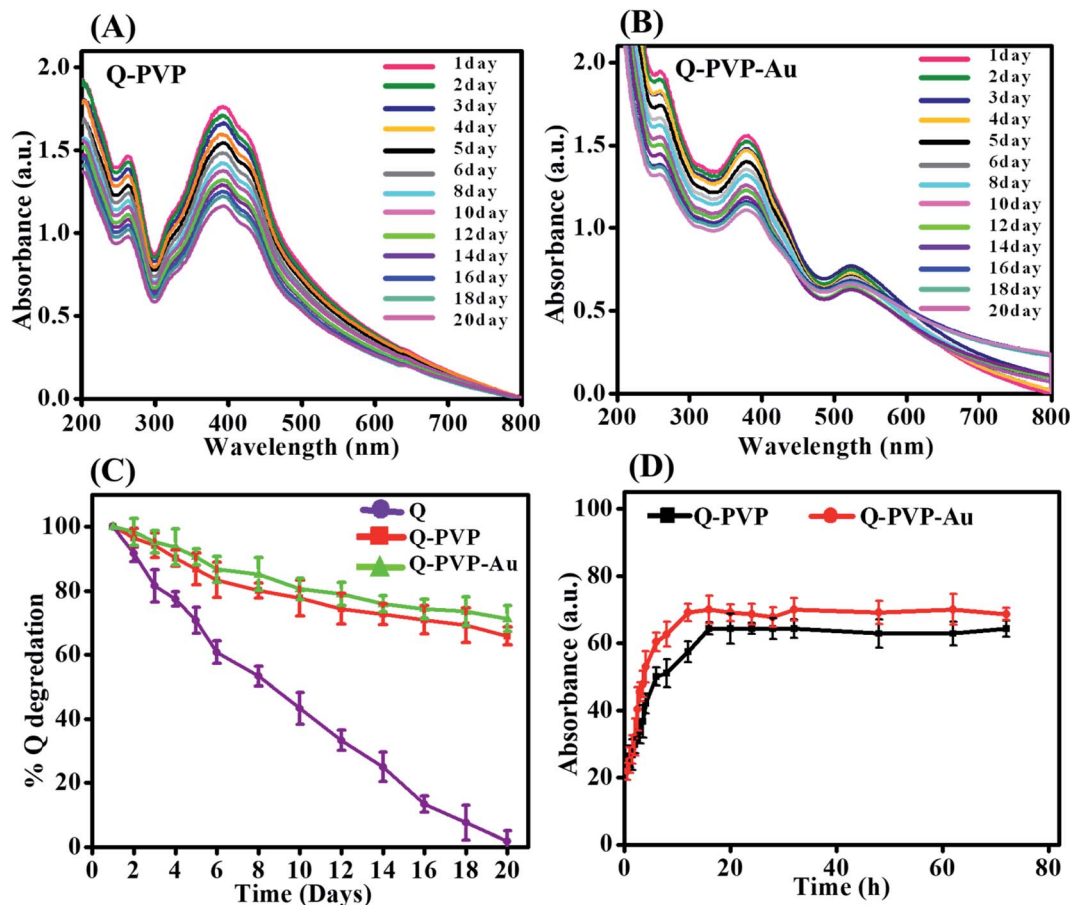 (A)
Q-PVP
1day
2day
3day
4day
5day
6day
8day
10day
12day
14day
16day
18day
20day
2.0
1.5
1.0
0.5
0.0
Absorbance (a.u.)
200 300 400 500 600 700 800
Wavelength (nm)
(B)
Q-PVP-Au
1day
2day
3day
4day
5day
6day
8day
10day
12day
14day
16day
18day
20day
2.0
1.5
1.0
0.5
0.0
Absorbance (a.u.)
200 300 400 500 600 700 800
Wavelength (nm)
(C)
Q
Q-PVP
Q-PVP-Au
100
80
60
40
20
0
% Q degredation
0 2 4 6 8 10 12 14 16 18 20
Time (Days)
(D)
Q-PVP Q-PVP-Au
100
80
60
40
20
0
Absorbance (a.u.)
0 20 40 60 80
Time (h)